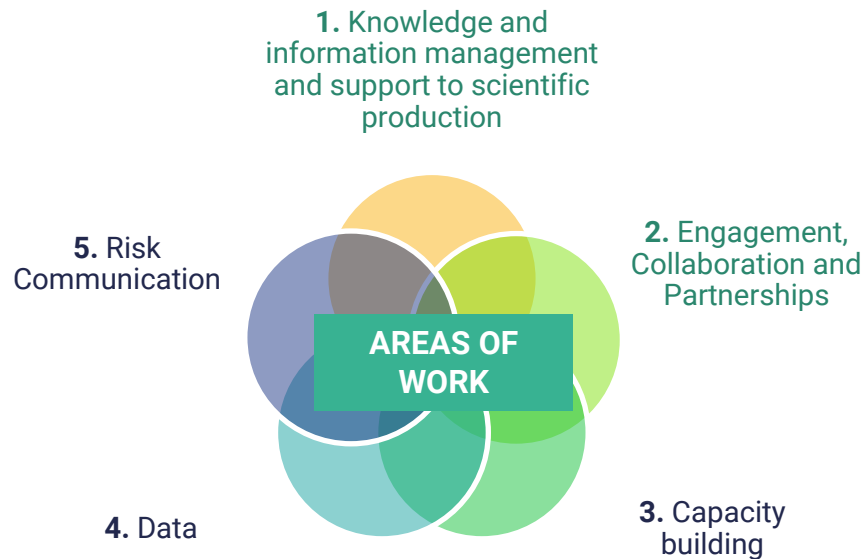 1. Knowledge and
information management
and support to scientific
production
2. Engagement,
Collaboration and
Partnerships
3. Capacity
building
4. Data
5. Risk
Communication
AREAS OF
WORK